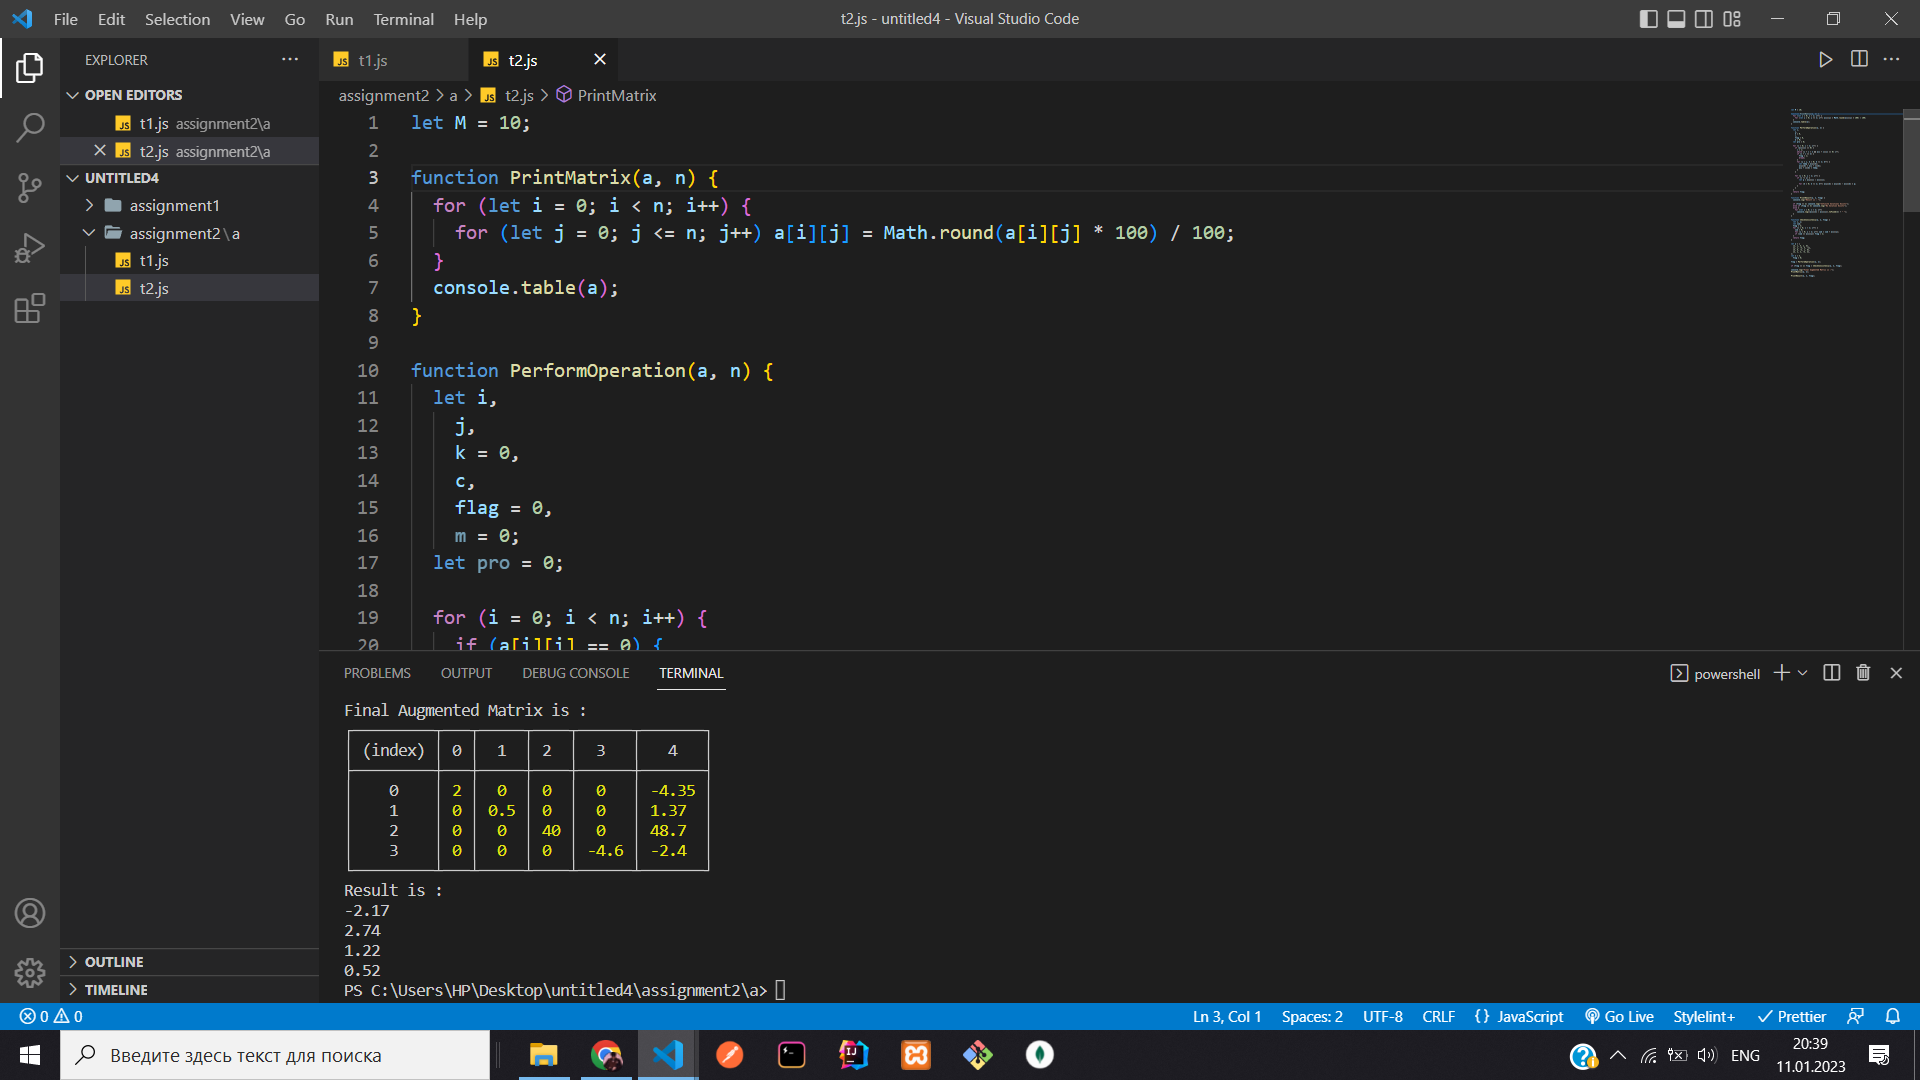 File Edit Selection View Go Run Terminal Help
t2.js - untitled4 - Visual Studio Code
EXPLORER
OPEN EDITORS
t1.js assignment2\a
t2.js assignment2\a
UNTITLED4
assignment1
assignment2\a
t1.js
t2.js
OUTLINE
TIMELINE
t1.js
t2.js
assignment2 > a > t2.js > PrintMatrix
1 let M = 10;
2
3 function PrintMatrix(a, n) {
4 for (let i = 0; i < n; i++) {
5 for (let j = 0; j <= n; j++) a[i][j] = Math.round(a[i][j] * 100) / 100;
6 }
7 console.table(a);
8 }
9
10 function PerformOperation(a, n) {
11 let i,
12 j,
13 k = 0,
14 c,
15 flag = 0,
16 m = 0;
17 let pro = 0;
18
19 for (i = 0; i < n; i++) {
20 if (a[i][i] == 0) {
PROBLEMS OUTPUT DEBUG CONSOLE TERMINAL
powershell
Final Augmented Matrix is :
(index) 0 1 2 3 4
0 2 0 0 0 -4.35
1 0 0.5 0 0 1.37
2 0 0 40 0 48.7
3 0 0 0 -4.6 -2.4
Result is :
-2.17
2.74
1.22
0.52
PS C:\Users\HP\Desktop\untitled4\assignment2\a>
0 0
Ln 3, Col 1 Spaces: 2 UTF-8 CRLF {} JavaScript Go Live Stylelint+ Prettier
Введите здесь текст для поиска
ENG
20:39
11.01.2023